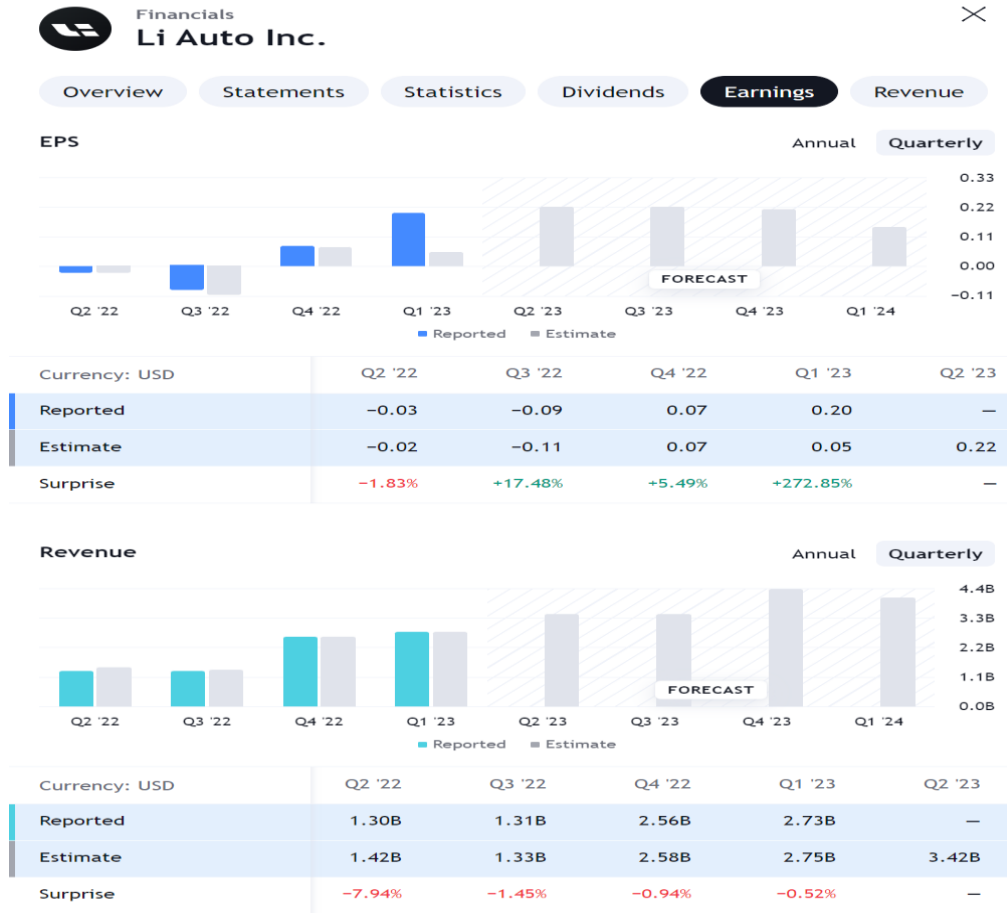 Financials
Li Auto Inc.
Overview Statements Statistics Dividends Earnings Revenue
EPS Annual Quarterly
0.33
0.22
0.11
0.00
FORECAST
−0.11
Q2 '22 Q3 '22 Q4 '22 Q1 '23 Q2 '23 Q3 '23 Q4 '23 Q1 '24
Reported Estimate
Currency: USD Q2 '22 Q3 '22 Q4 '22 Q1 '23 Q2 '23
Reported −0.03 −0.09 0.07 0.20 —
Estimate −0.02 −0.11 0.07 0.05 0.22
Surprise −1.83% +17.48% +5.49% +272.85% —
Revenue Annual Quarterly
4.4B
3.3B
2.2B
1.1B
FORECAST
0.0B
Q2 '22 Q3 '22 Q4 '22 Q1 '23 Q2 '23 Q3 '23 Q4 '23 Q1 '24
Reported Estimate
Currency: USD Q2 '22 Q3 '22 Q4 '22 Q1 '23 Q2 '23
Reported 1.30B 1.31B 2.56B 2.73B —
Estimate 1.42B 1.33B 2.58B 2.75B 3.42B
Surprise −7.94% −1.45% −0.94% −0.52% —